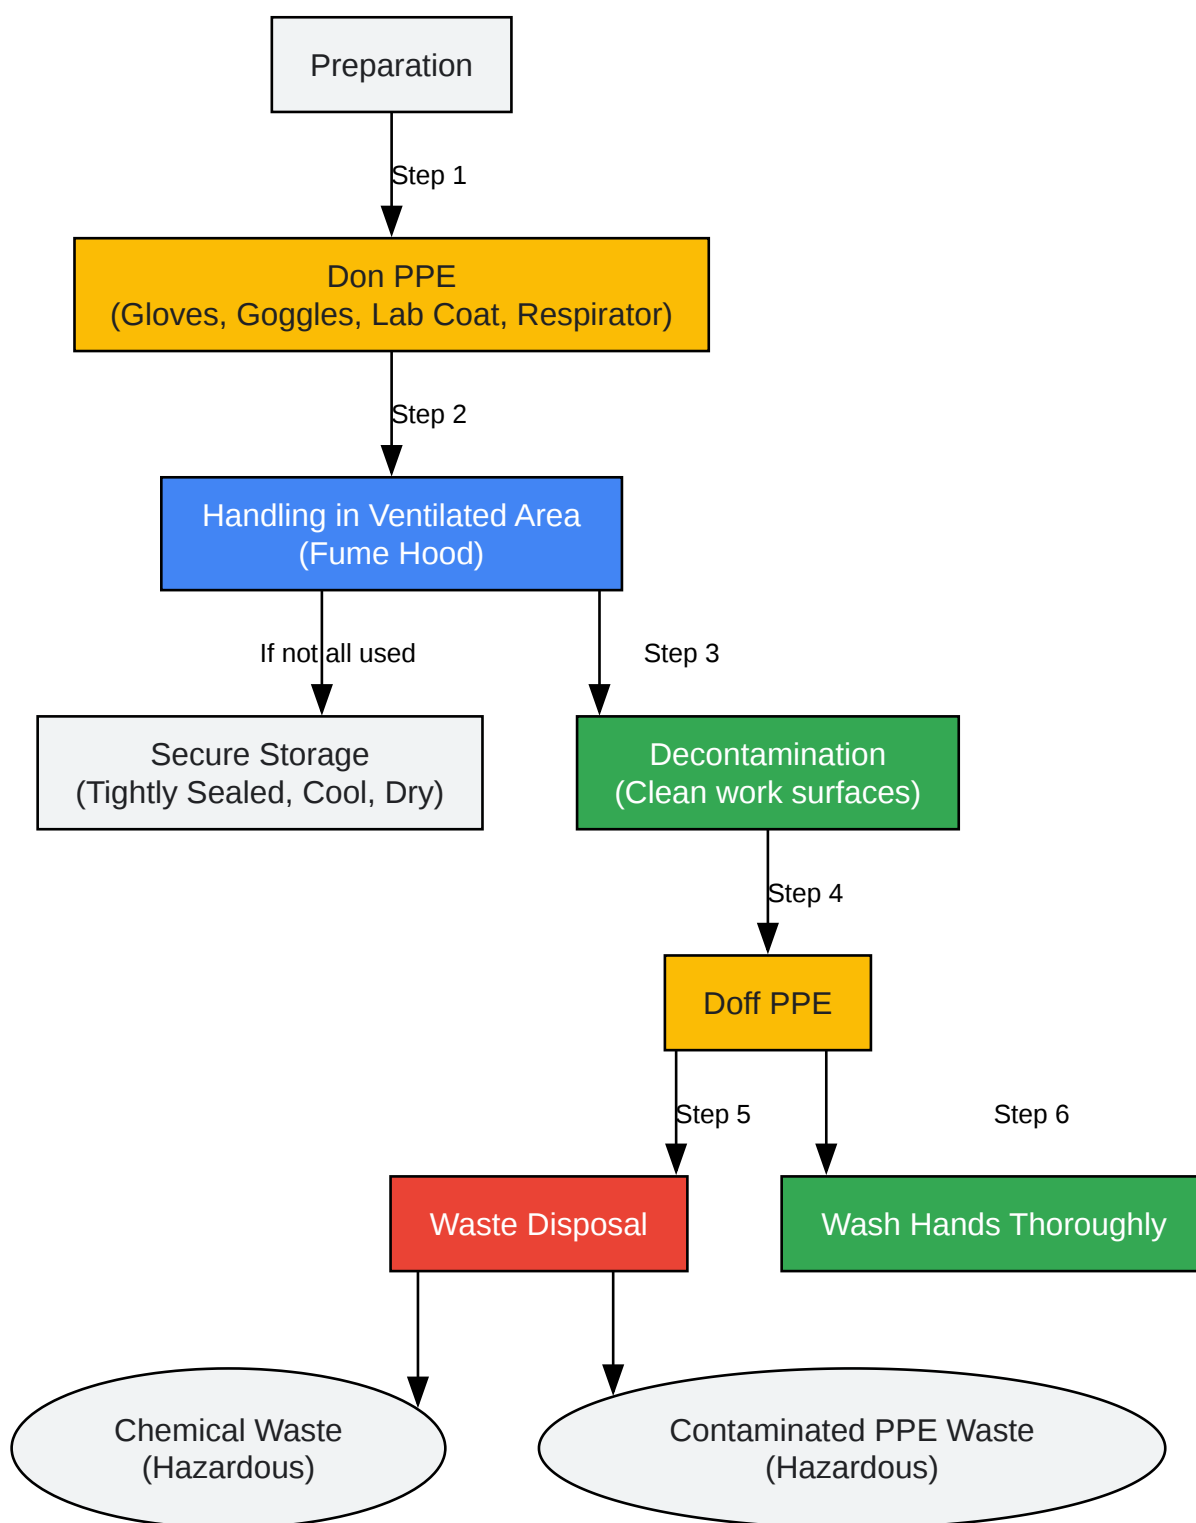 Preparation
Step 1
Don PPE
(Gloves, Goggles, Lab Coat, Respirator)
Step 2
Handling in Ventilated Area
(Fume Hood)
If not all used
Step 3
Secure Storage
(Tightly Sealed, Cool, Dry)
Decontamination
(Clean work surfaces)
Step 4
Doff PPE
Step 5
Step 6
Waste Disposal
Wash Hands Thoroughly
Chemical Waste
(Hazardous)
Contaminated PPE Waste
(Hazardous)